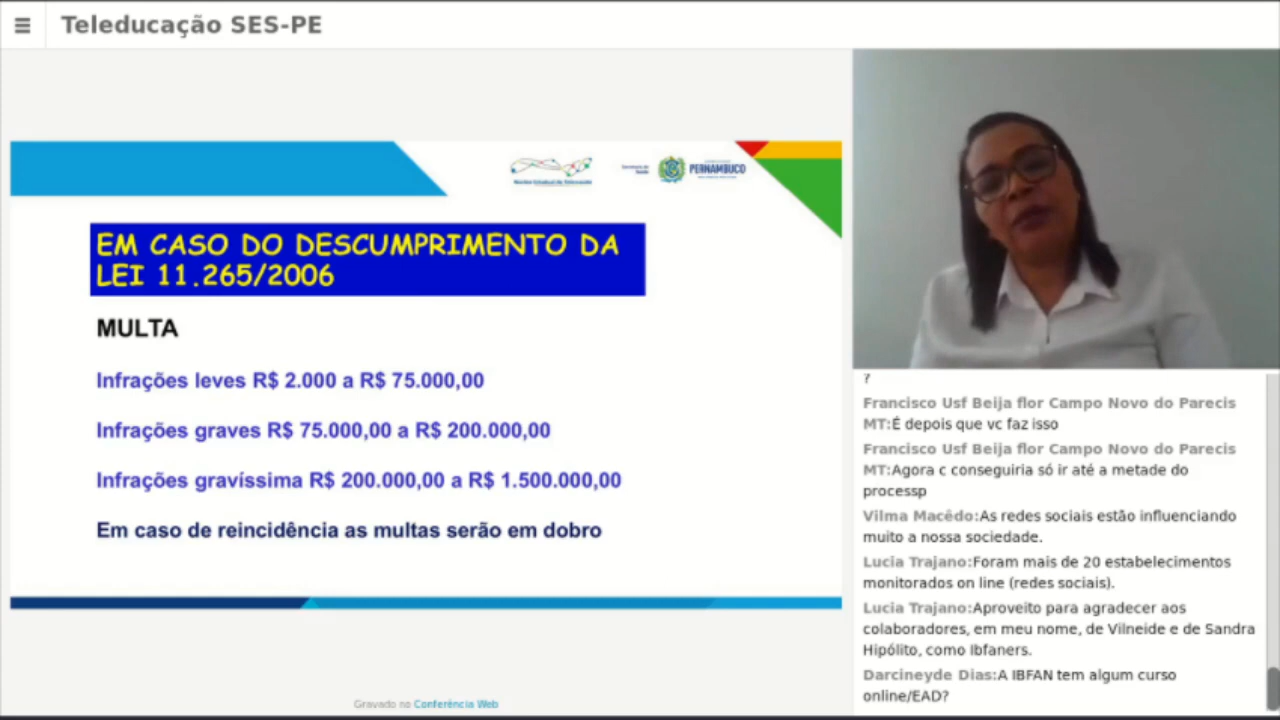 Teleducação SES-PE
Secretaria de
Saúde
PERNAMBUCO
EM CASO DO DESCUMPRIMENTO DA
LEI 11.265/2006
MULTA
Infrações leves R$ 2.000 a R$ 75.000,00
Infrações graves R$ 75.000,00 a R$ 200.000,00
Infrações gravíssima R$ 200.000,00 a R$ 1.500.000,00
Em caso de reincidência as multas serão em dobro
Gravado no Conferência Web
?
Francisco Usf Beija flor Campo Novo do Parecis
MT:É depois que vc faz isso
Francisco Usf Beija flor Campo Novo do Parecis
MT:Agora c conseguiria só ir até a metade do
processp
Vilma Macêdo:As redes sociais estão influenciando
muito a nossa sociedade.
Lucia Trajano:Foram mais de 20 estabelecimentos
monitorados on line (redes sociais).
Lucia Trajano:Aproveito para agradecer aos
colaboradores, em meu nome, de Vilneide e de Sandra
Hipólito, como Ibfaners.
Darcineyde Dias:A IBFAN tem algum curso
online/EAD?